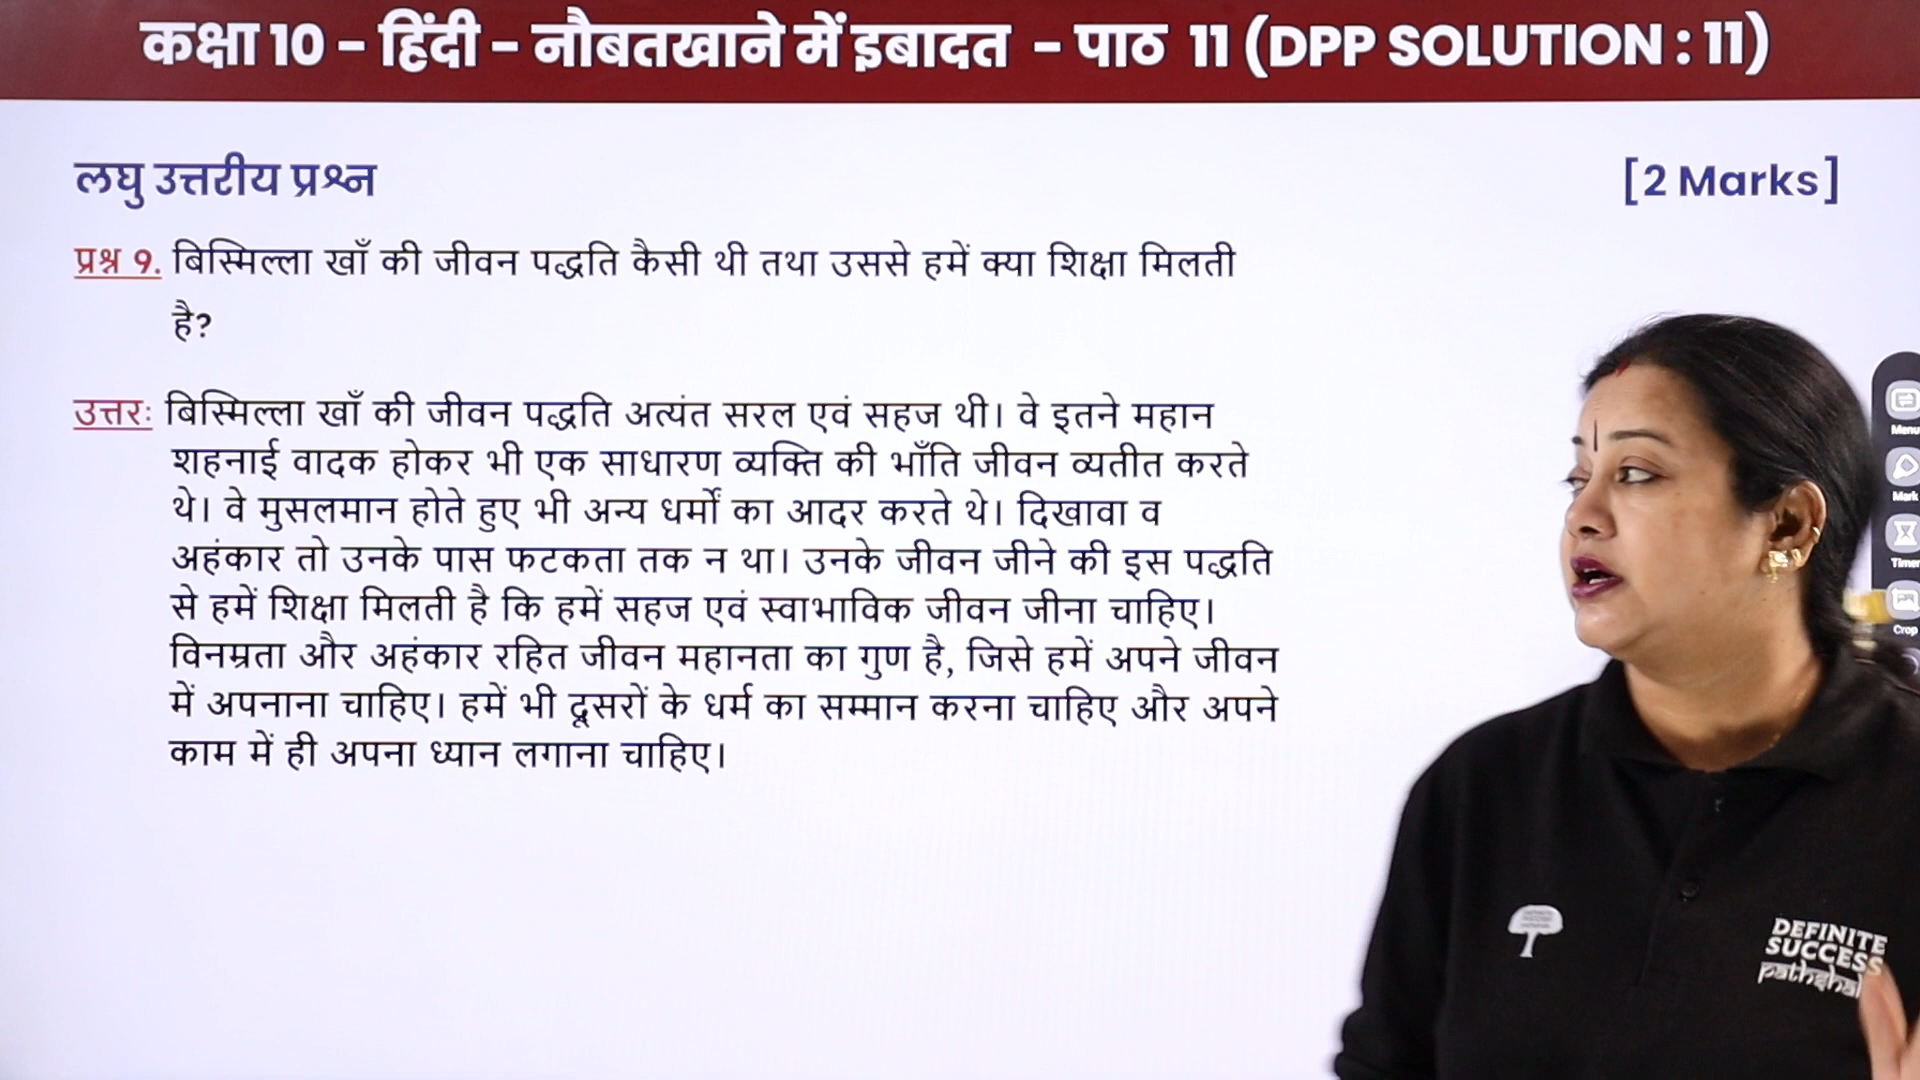 कक्षा 10 – हिंदी – नौबतखाने में इबादत – पाठ 11 (DPP SOLUTION : 11)
लघु उत्तरीय प्रश्न [2 Marks]
प्रश्न 9. बिस्मिल्ला खाँ की जीवन पद्धति कैसी थी तथा उससे हमें क्या शिक्षा मिलती
है?
उत्तरः बिस्मिल्ला खाँ की जीवन पद्धति अत्यंत सरल एवं सहज थी। वे इतने महान
शहनाई वादक होकर भी एक साधारण व्यक्ति की भाँति जीवन व्यतीत करते
थे। वे मुसलमान होते हुए भी अन्य धर्मों का आदर करते थे। दिखावा व
अहंकार तो उनके पास फटकता तक न था। उनके जीवन जीने की इस पद्धति
से हमें शिक्षा मिलती है कि हमें सहज एवं स्वाभाविक जीवन जीना चाहिए।
विनम्रता और अहंकार रहित जीवन महानता का गुण है, जिसे हमें अपने जीवन
में अपनाना चाहिए। हमें भी दूसरों के धर्म का सम्मान करना चाहिए और अपने
काम में ही अपना ध्यान लगाना चाहिए।
Menu
Mark
Timer
Crop
DEFINITE
SUCCESS